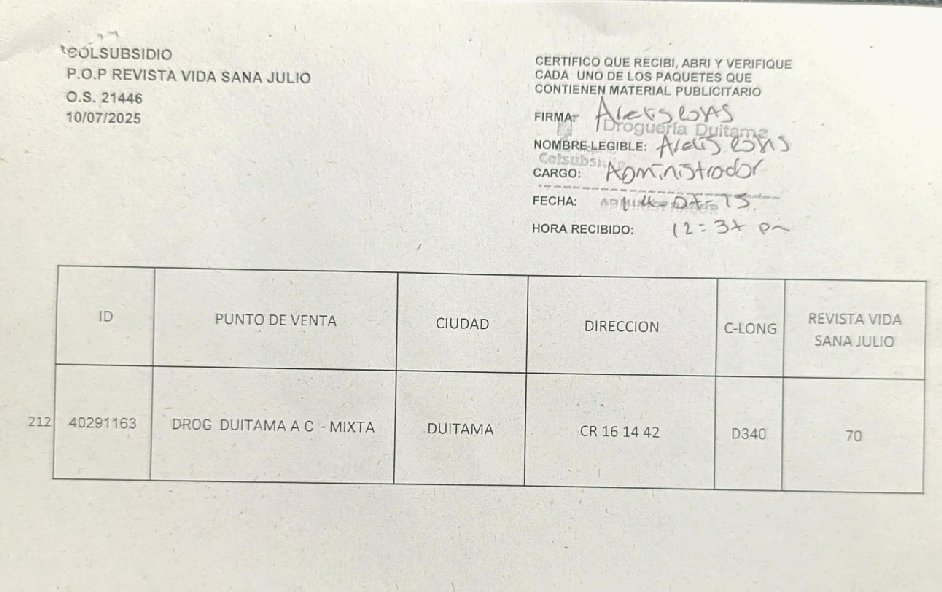 COLSUBSIDIO
P.O.P REVISTA VIDA SANA JULIO
O.S. 21446
10/07/2025
CERTIFICO QUE RECIBI, ABRI Y VERIFIQUE
CADA UNO DE LOS PAQUETES QUE
CONTIENEN MATERIAL PUBLICITARIO
FIRMA:
Droguería Duitama
NOMBRE LEGIBLE:
Colsubsi
CARGO: Administrador
FECHA:
HORA RECIBIDO: 12:37 pm
ID PUNTO DE VENTA CIUDAD DIRECCION C-LONG REVISTA VIDA
SANA JULIO
212 40291163 DROG DUITAMA A C - MIXTA DUITAMA CR 16 14 42 D340 70